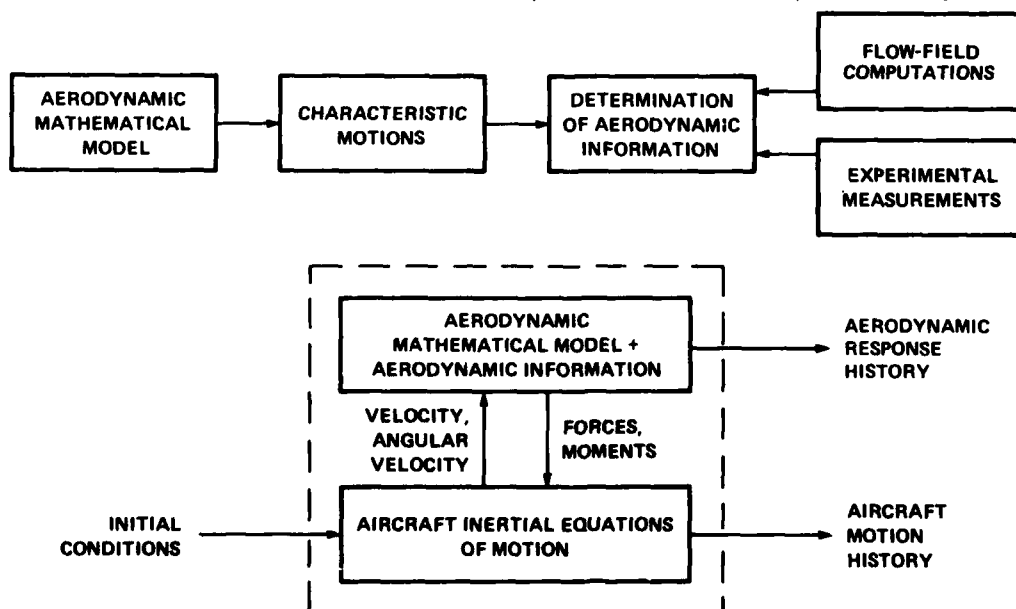 AERODYNAMIC
MATHEMATICAL
MODEL
CHARACTERISTIC
MOTIONS
DETERMINATION
OF AERODYNAMIC
INFORMATION
FLOW-FIELD
COMPUTATIONS
EXPERIMENTAL
MEASUREMENTS
AERODYNAMIC
MATHEMATICAL MODEL +
AERODYNAMIC INFORMATION
AERODYNAMIC
RESPONSE
HISTORY
VELOCITY,
ANGULAR
VELOCITY
FORCES,
MOMENTS
INITIAL
CONDITIONS
AIRCRAFT INERTIAL EQUATIONS
OF MOTION
AIRCRAFT
MOTION
HISTORY